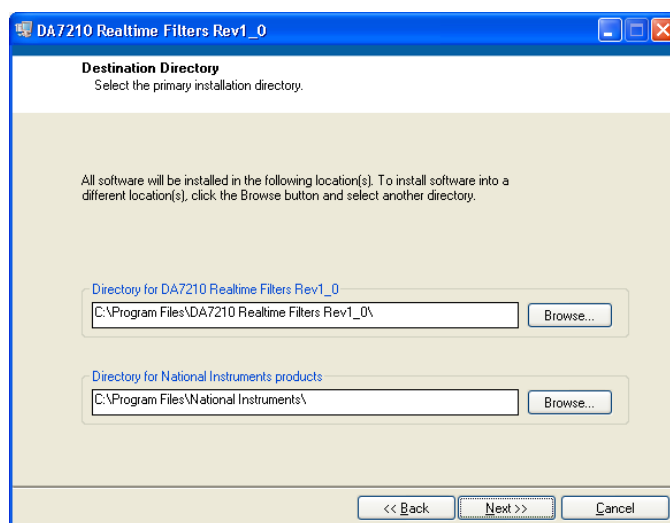 DA7210 Realtime Filters Rev1_0
Destination Directory
Select the primary installation directory.
All software will be installed in the following location(s). To install software into a
different location(s), click the Browse button and select another directory.
Directory for DA7210 Realtime Filters Rev1_0
C:\Program Files\DA7210 Realtime Filters Rev1_0\
Browse...
Directory for National Instruments products
C:\Program Files\National Instruments\
Browse...
<< Back
Next >>
Cancel